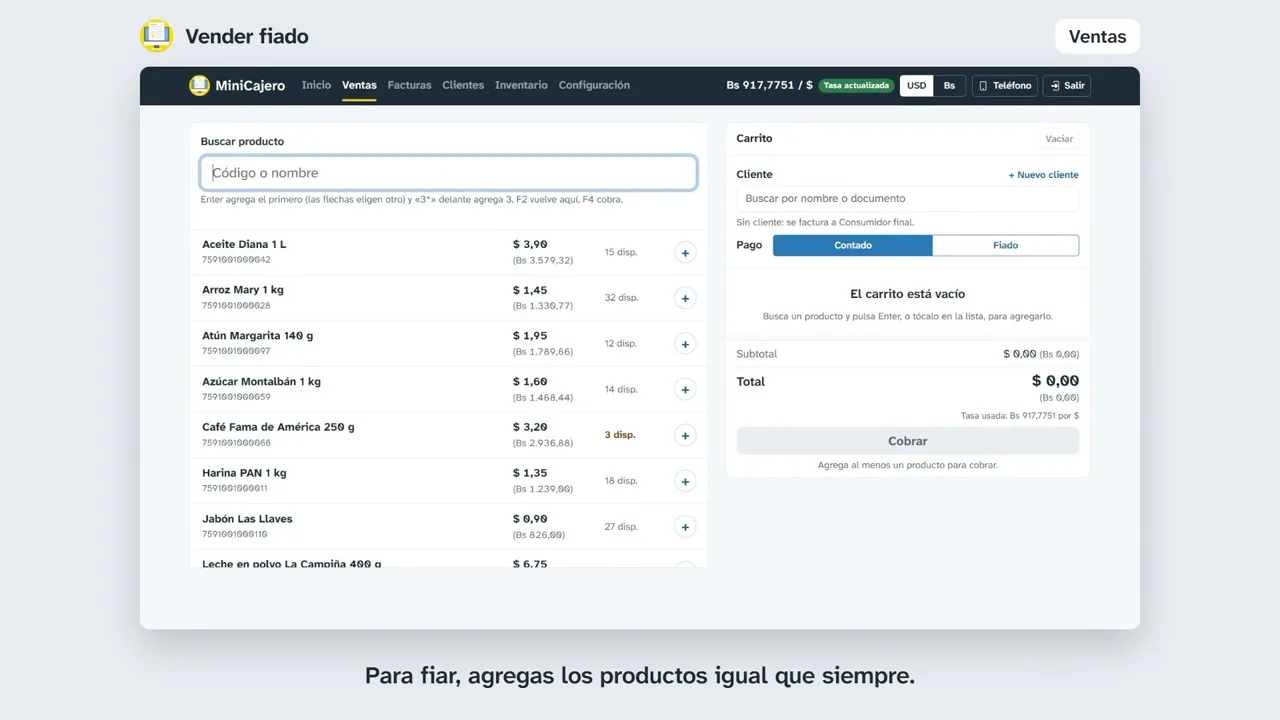 Vender fiado
Ventas
MiniCajero
Inicio
Ventas
Facturas
Clientes
Inventario
Configuración
Bs 917,7751 / $
Tasa actualizada
USD
Bs
Teléfono
Salir
Buscar producto
Código o nombre
Enter agrega el primero (las flechas eligen otro) y «3*» delante agrega 3. F2 vuelve aquí, F4 cobra.
Aceite Diana 1 L
7591001000042
$ 3,90
(Bs 3.579,32)
15 disp.
+
Arroz Mary 1 kg
7591001000028
$ 1,45
(Bs 1.330,77)
32 disp.
+
Atún Margarita 140 g
7591001000097
$ 1,95
(Bs 1.789,66)
12 disp.
+
Azúcar Montalbán 1 kg
7591001000059
$ 1,60
(Bs 1.468,44)
14 disp.
+
Café Fama de América 250 g
7591001000066
$ 3,20
(Bs 2.936,88)
3 disp.
+
Harina PAN 1 kg
7591001000011
$ 1,35
(Bs 1.239,00)
18 disp.
+
Jabón Las Llaves
7591001000110
$ 0,90
(Bs 826,00)
27 disp.
+
Leche en polvo La Campiña 400 g
$ 6,75
Carrito
Vaciar
Cliente
+ Nuevo cliente
Buscar por nombre o documento
Sin cliente: se factura a Consumidor final.
Pago
Contado
Fiado
El carrito está vacío
Busca un producto y pulsa Enter, o tócalo en la lista, para agregarlo.
Subtotal
$ 0,00 (Bs 0,00)
Total
$ 0,00
(Bs 0,00)
Tasa usada: Bs 917,7751 por $
Cobrar
Agrega al menos un producto para cobrar.
Para fiar, agregas los productos igual que siempre.